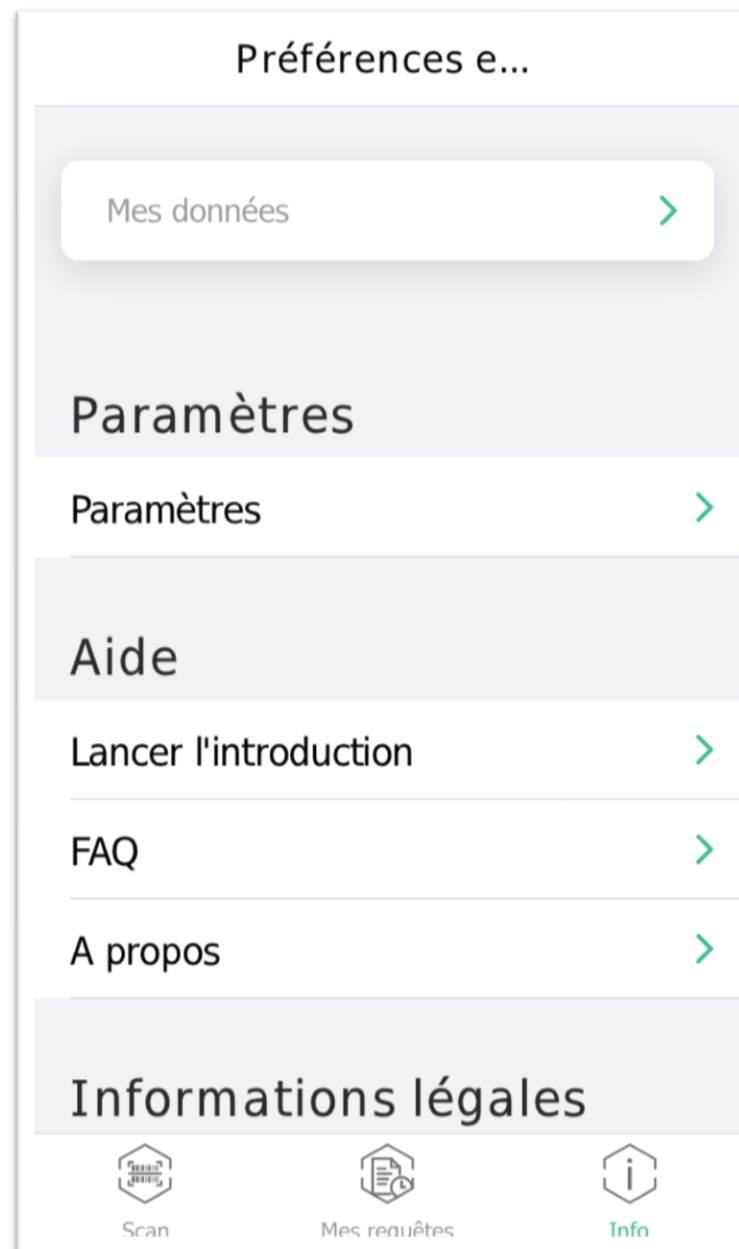 Préférences e...
Mes données
Paramètres
Paramètres
Aide
Lancer l'introduction
FAQ
A propos
Informations légales
Scan
Mes requêtes
Info